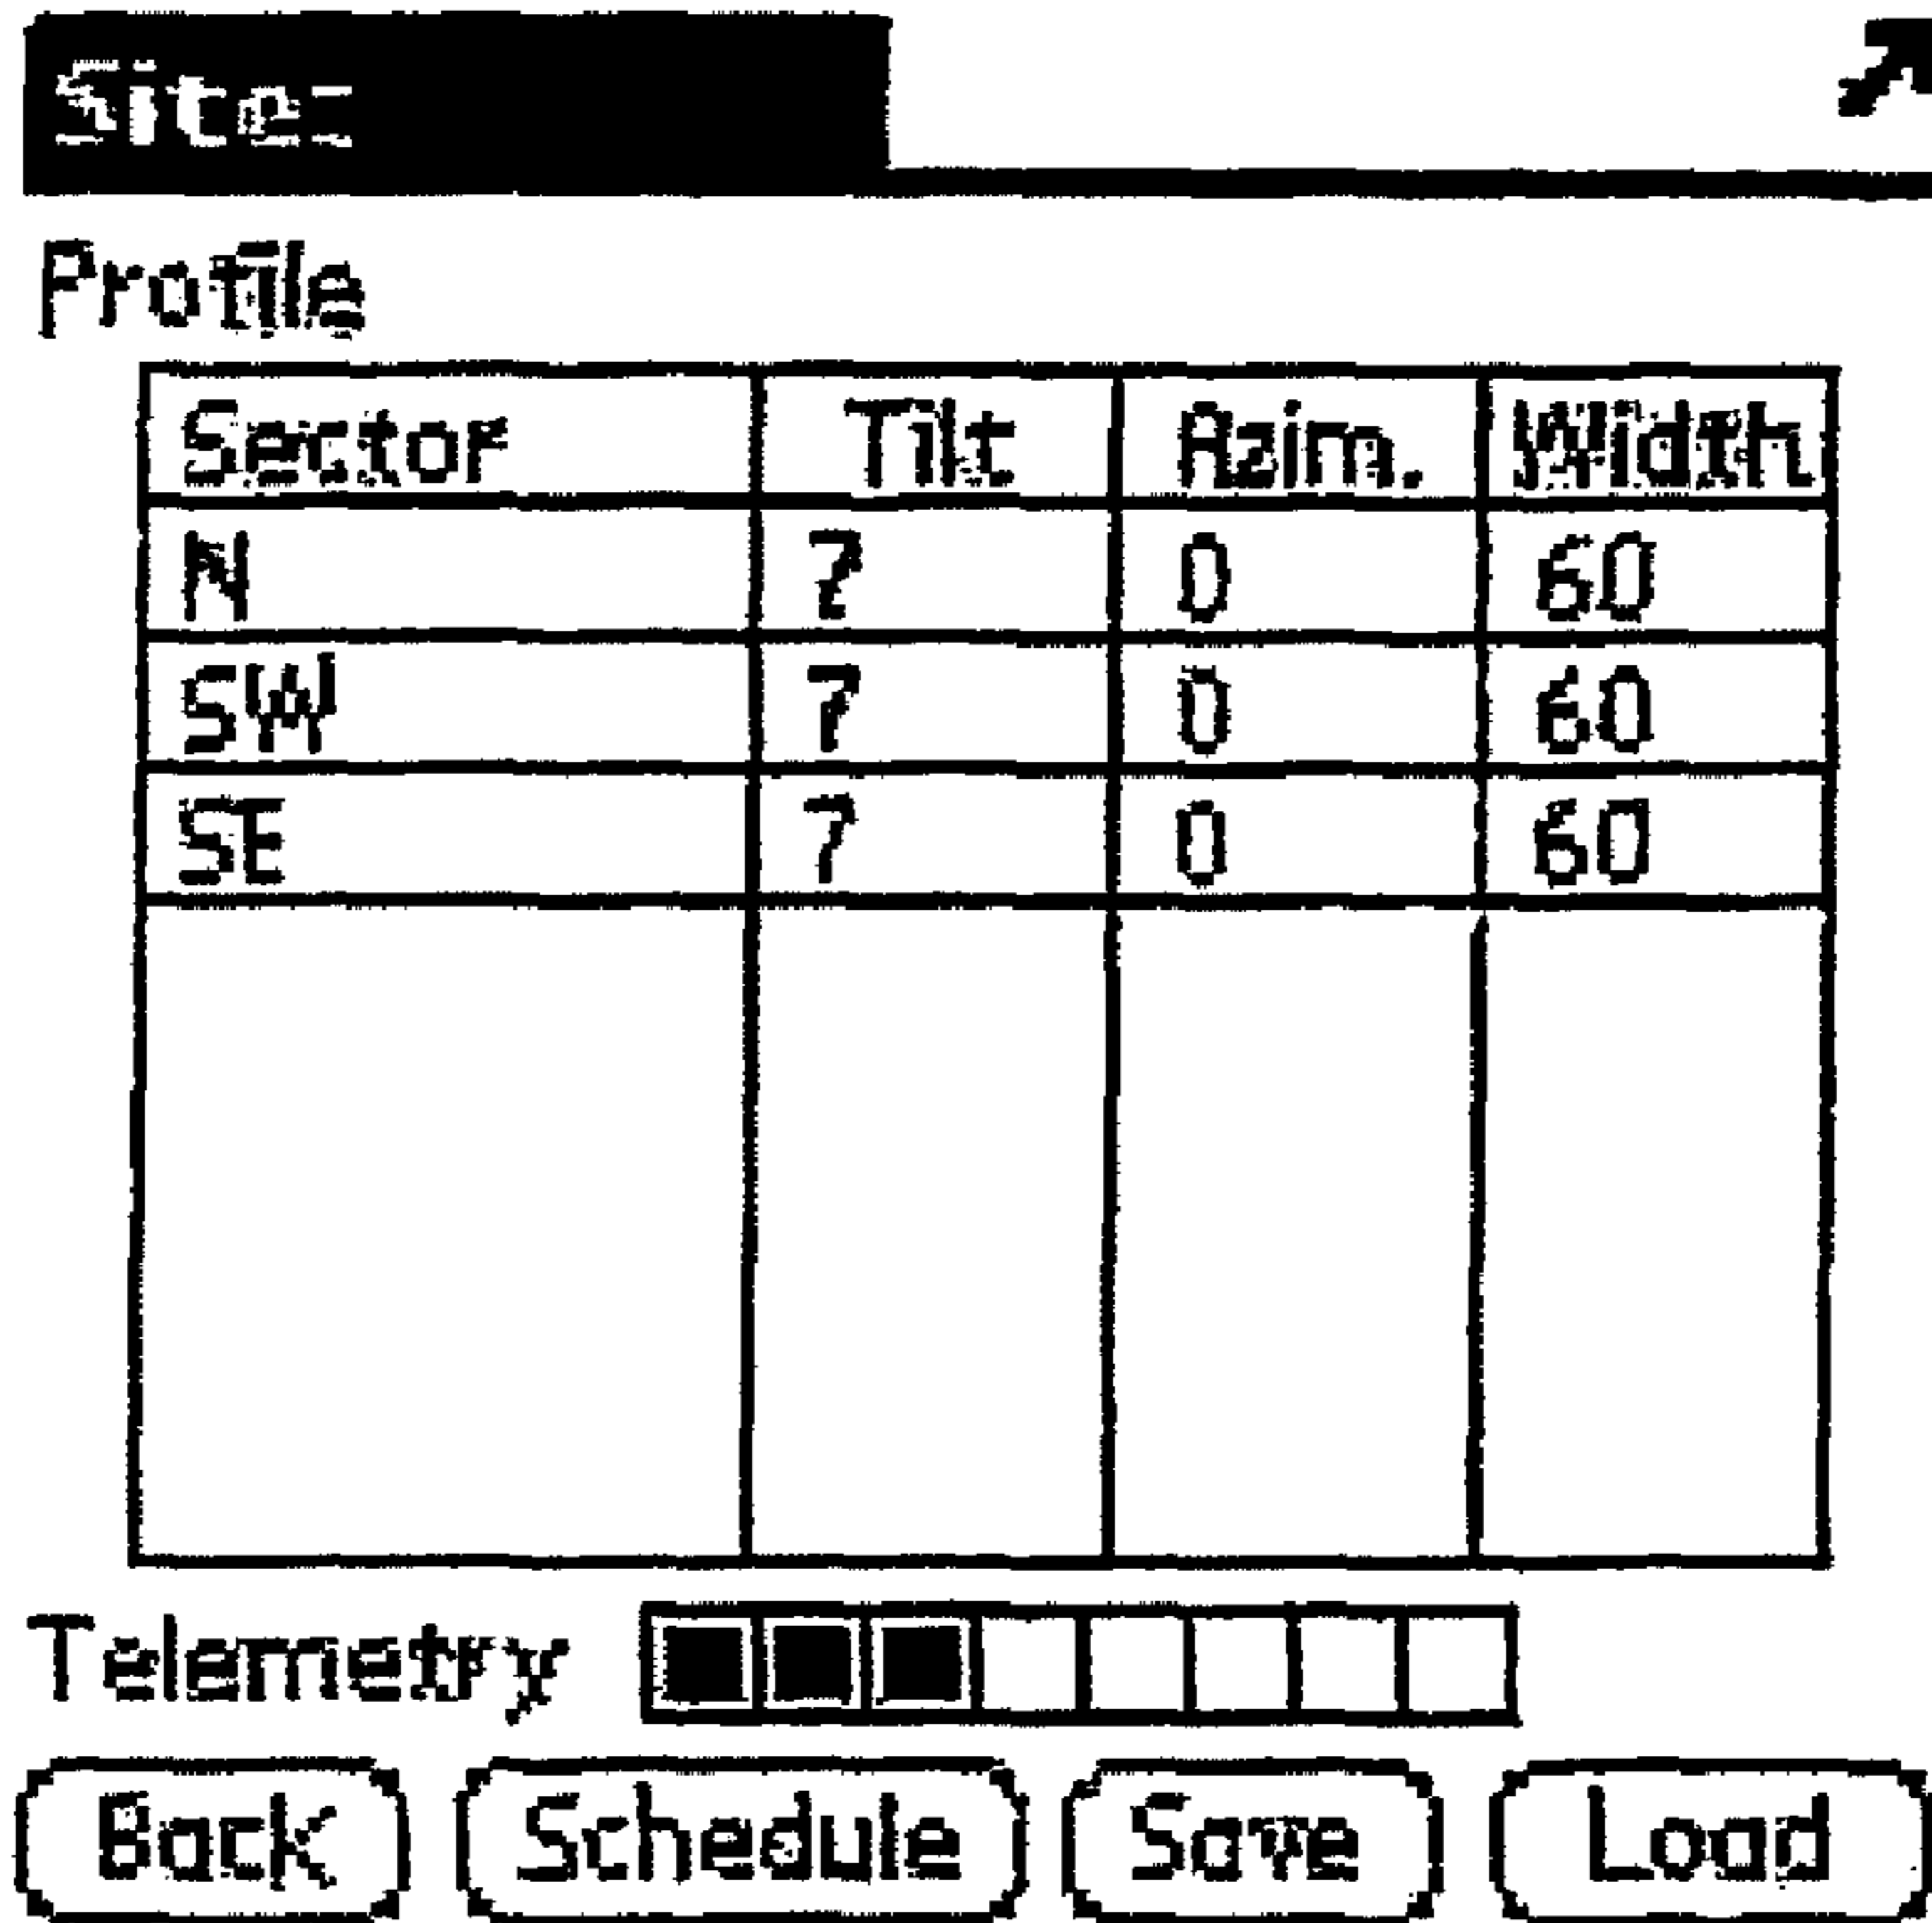 Sites
Profile
Sector Tilt Azim. Width
N 7 0 60
SW 7 0 60
SE 7 0 60
Telemetry
Back Schedule Save Load